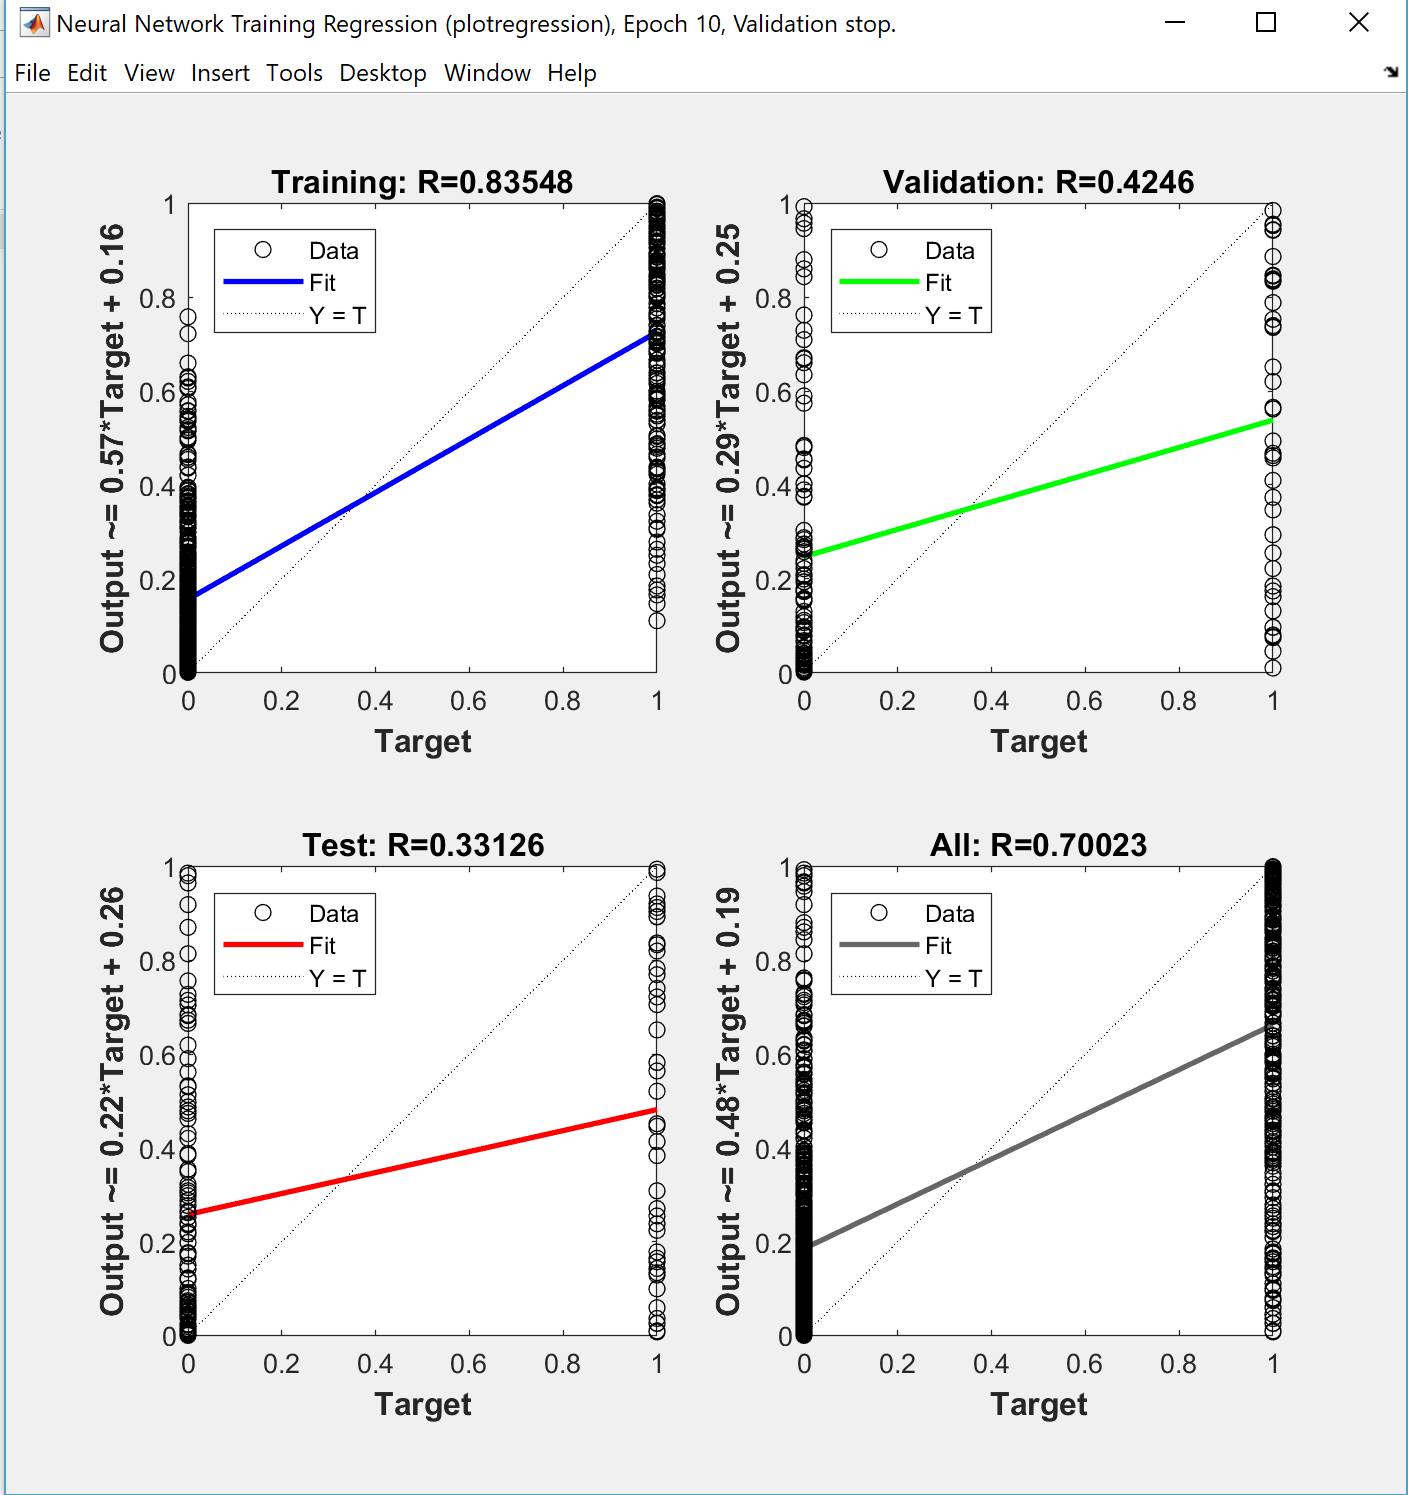 Neural Network Training Regression (plotregression), Epoch 10, Validation stop.
File Edit View Insert Tools Desktop Window Help
Training: R=0.83548
Output ~= 0.57*Target + 0.16
1
0.8
0.6
0.4
0.2
0
Data
Fit
Y = T
0 0.2 0.4 0.6 0.8 1
Target
Validation: R=0.4246
Output ~= 0.29*Target + 0.25
1
0.8
0.6
0.4
0.2
0
Data
Fit
Y = T
0 0.2 0.4 0.6 0.8 1
Target
Test: R=0.33126
Output ~= 0.22*Target + 0.26
1
0.8
0.6
0.4
0.2
0
Data
Fit
Y = T
0 0.2 0.4 0.6 0.8 1
Target
All: R=0.70023
Output ~= 0.48*Target + 0.19
1
0.8
0.6
0.4
0.2
0
Data
Fit
Y = T
0 0.2 0.4 0.6 0.8 1
Target